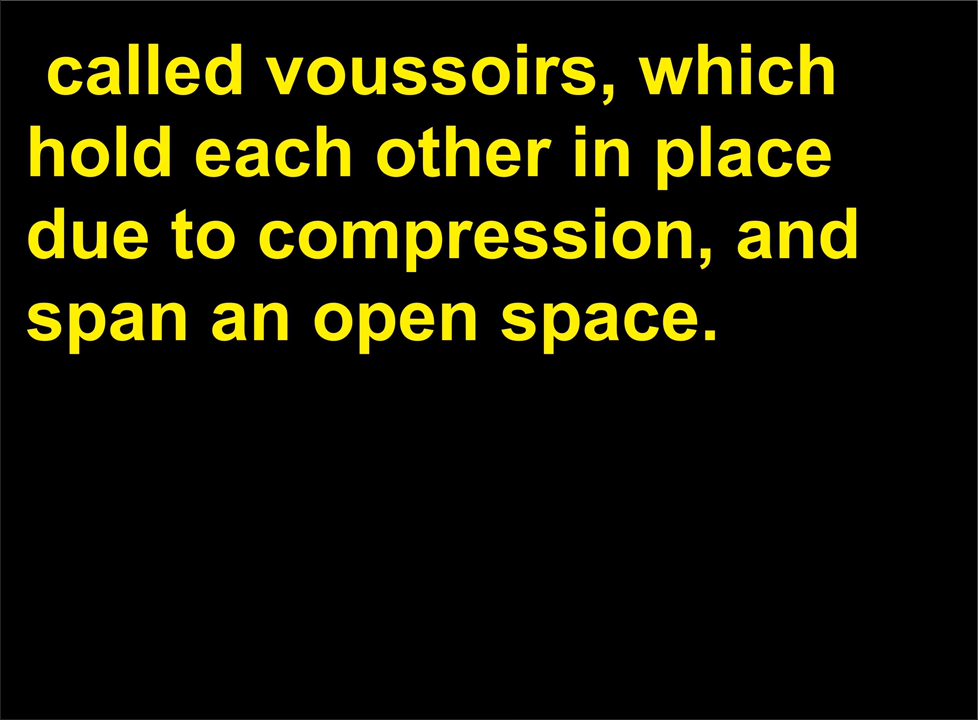 called voussoirs, which
hold each other in place
due to compression, and
span an open space.